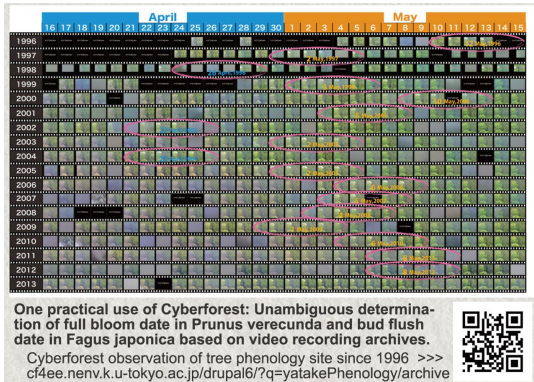 April May
16 17 18 19 20 21 22 23 24 25 26 27 28 29 30 1 2 3 4 5 6 7 8 9 10 11 12 13 14 15
1996
1997 2 May,1997
1998
1999
2000
2001
2002
2003
2004
2005
2006
2007
2008
2009
2010
2011
2012
2013
One practical use of Cyberforest: Unambiguous determina-
tion of full bloom date in Prunus verecunda and bud flush
date in Fagus japonica based on video recording archives.
Cyberforest observation of tree phenology site since 1996 >>>
cf4ee.nenv.k.u-tokyo.ac.jp/drupal6/?q=yatakePhenology/archive